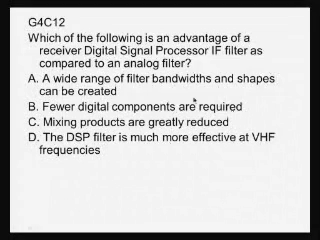 G4C12
Which of the following is an advantage of a
receiver Digital Signal Processor IF filter as
compared to an analog filter?
A. A wide range of filter bandwidths and shapes
can be created
B. Fewer digital components are required
C. Mixing products are greatly reduced
D. The DSP filter is much more effective at VHF
frequencies